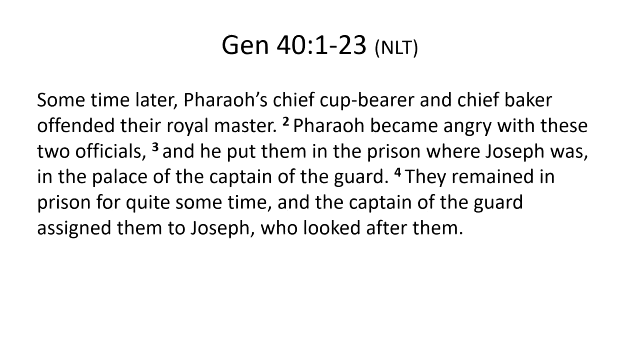 Gen 40:1-23 (NLT)
Some time later, Pharaoh’s chief cup-bearer and chief baker
offended their royal master. ² Pharaoh became angry with these
two officials, ³ and he put them in the prison where Joseph was,
in the palace of the captain of the guard. ⁴ They remained in
prison for quite some time, and the captain of the guard
assigned them to Joseph, who looked after them.